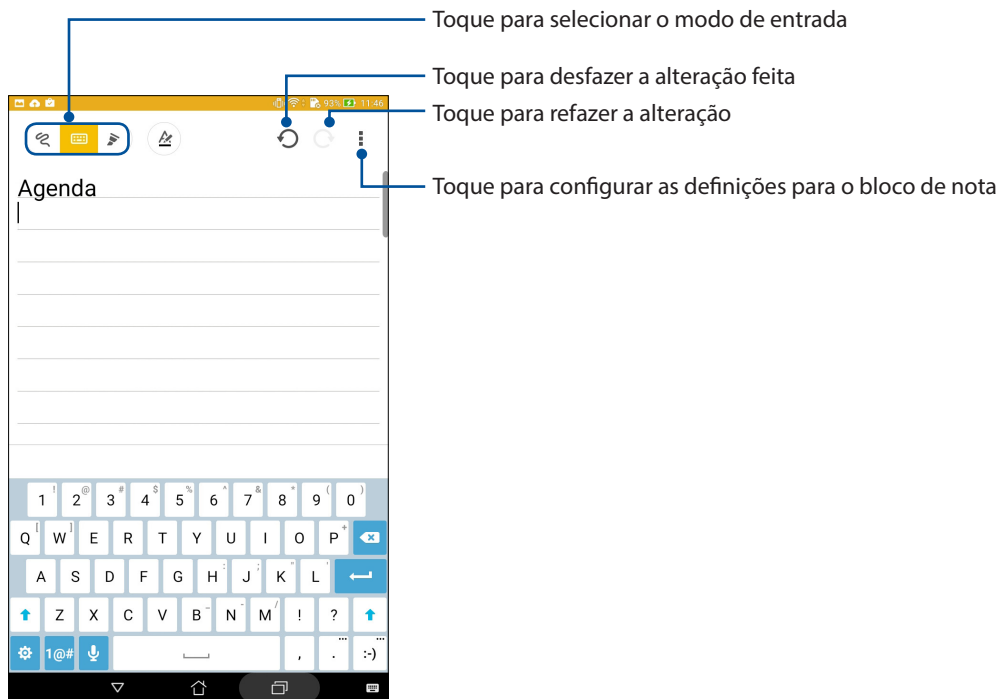 Toque para selecionar o modo de entrada
Toque para desfazer a alteração feita
Toque para refazer a alteração
Toque para configurar as definições para o bloco de nota
93% 11:46
Agenda
1 ! 2 @ 3 # 4 $ 5 % 6 ^ 7 & 8 * 9 ( 0 )
Q [ W ] E R T Y U I O P +
A S D F G H : J ; K " L '
Z X C V B _ N - M / ! ?
1@# , . ... :-) ...